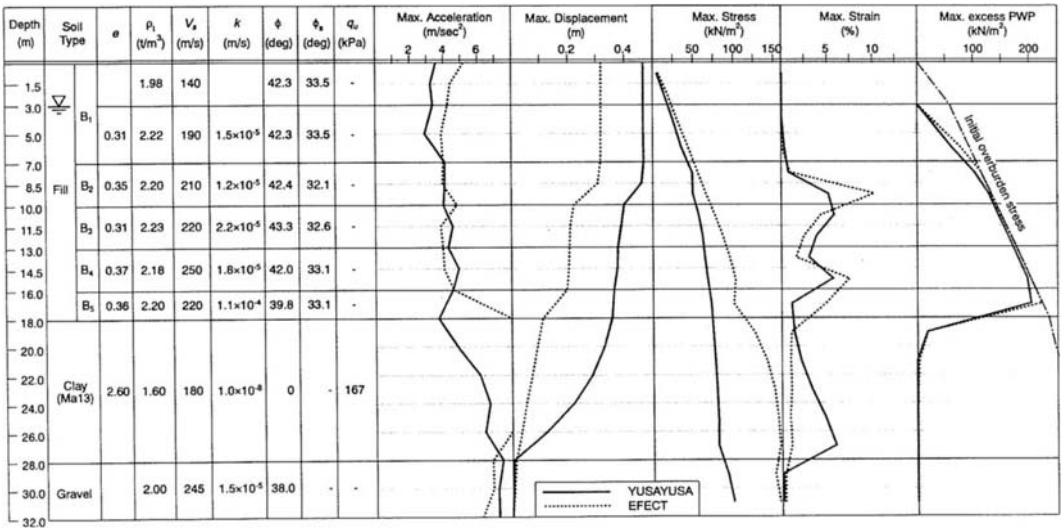 Depth (m) Soil Type e ρt (t/m³) Vs (m/s) k (m/s) ϕ (deg) ϕs (deg) qu (kPa) Max. Acceleration (m/sec²) Max. Displacement (m) Max. Stress (kN/m²) Max. Strain (%) Max. excess PWP (kN/m²)
2 4 6 0,2 0,4 50 100 150 5 10 100 200
1.5 1.98 140 42.3 33.5 -
3.0 B₁
5.0 0.31 2.22 190 1.5×10⁻⁵ 42.3 33.5 -
7.0
8.5 Fill B₂ 0.35 2.20 210 1.2×10⁻⁵ 42.4 32.1 -
10.0
11.5 B₃ 0.31 2.23 220 2.2×10⁻⁵ 43.3 32.6 -
13.0
14.5 B₄ 0.37 2.18 250 1.8×10⁻⁵ 42.0 33.1 -
16.0
B₅ 0.36 2.20 220 1.1×10⁻⁴ 39.8 33.1 -
18.0
20.0
22.0 Clay (Ma13) 2.60 1.60 180 1.0×10⁻⁸ 0 - 167
24.0
26.0
28.0
30.0 Gravel 2.00 245 1.5×10⁻⁵ 38.0 - -
32.0
Initial overburden stress
YUSAYUSA
EFECT